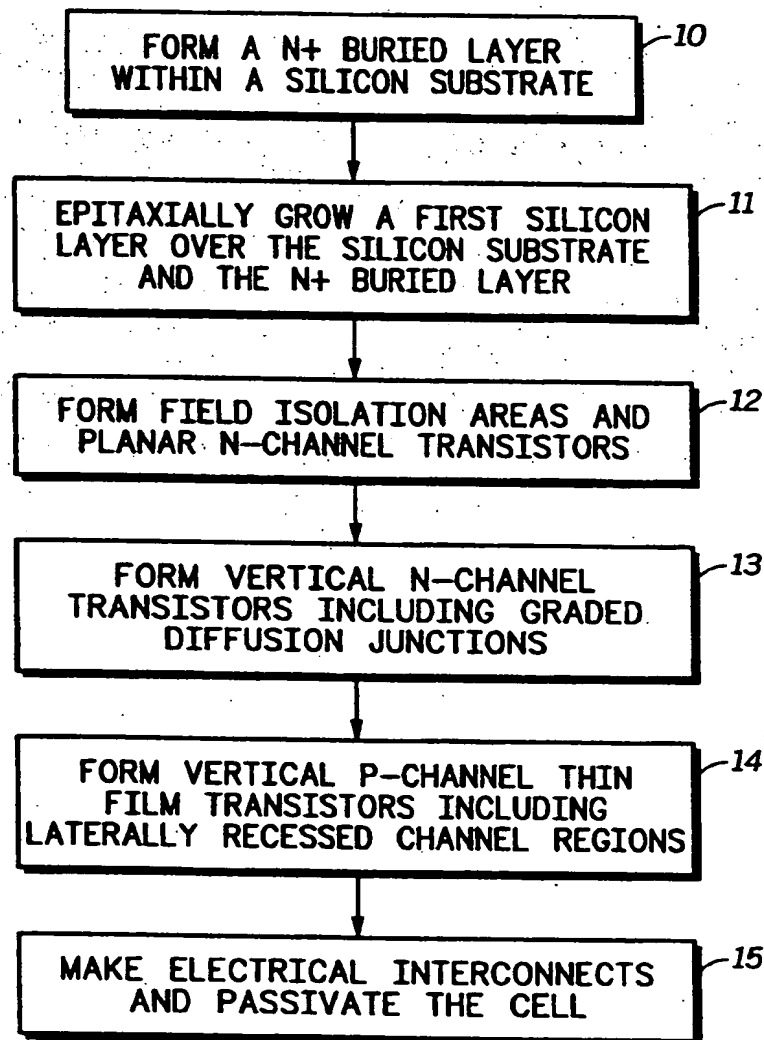 FORM A N+ BURIED LAYER
WITHIN A SILICON SUBSTRATE
10
EPITAXIALLY GROW A FIRST SILICON
LAYER OVER THE SILICON SUBSTRATE
AND THE N+ BURIED LAYER
11
FORM FIELD ISOLATION AREAS AND
PLANAR N-CHANNEL TRANSISTORS
12
FORM VERTICAL N-CHANNEL
TRANSISTORS INCLUDING GRADED
DIFFUSION JUNCTIONS
13
FORM VERTICAL P-CHANNEL THIN
FILM TRANSISTORS INCLUDING
LATERALLY RECESSED CHANNEL REGIONS
14
MAKE ELECTRICAL INTERCONNECTS
AND PASSIVATE THE CELL
15